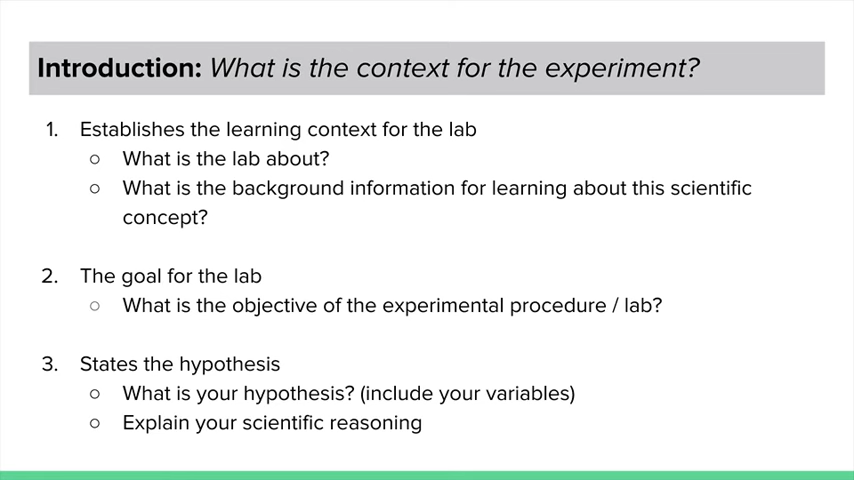 Introduction: What is the context for the experiment?
1. Establishes the learning context for the lab
○ What is the lab about?
○ What is the background information for learning about this scientific
concept?
2. The goal for the lab
○ What is the objective of the experimental procedure / lab?
3. States the hypothesis
○ What is your hypothesis? (include your variables)
○ Explain your scientific reasoning